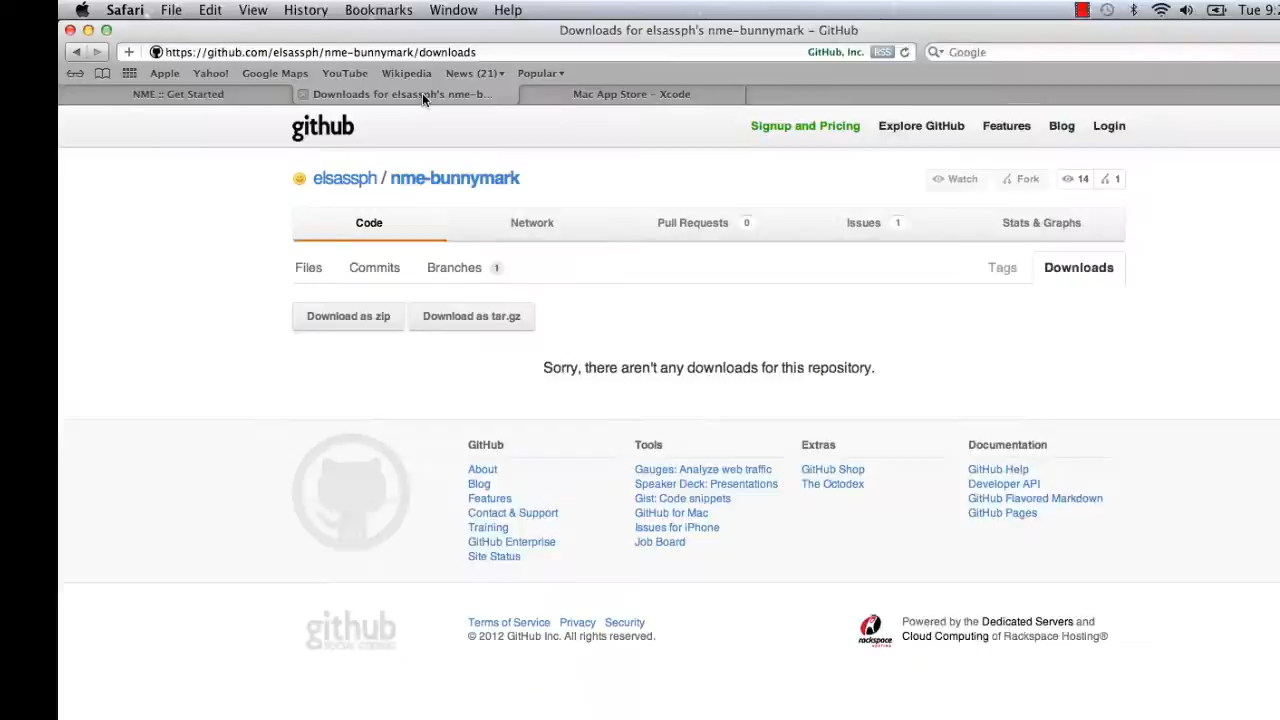 Safari File Edit View History Bookmarks Window Help Tue 9:2
Downloads for elsassph's nme-bunnymark – GitHub
https://github.com/elsassph/nme-bunnymark/downloads GitHub, Inc. RSS Google
Apple Yahoo! Google Maps YouTube Wikipedia News (21) Popular
NME :: Get Started Downloads for elsassph's nme-b... Mac App Store – Xcode
github Signup and Pricing Explore GitHub Features Blog Login
elsassph / nme-bunnymark Watch Fork 14 1
Code Network Pull Requests 0 Issues 1 Stats & Graphs
Files Commits Branches 1 Tags Downloads
Download as zip Download as tar.gz
Sorry, there aren't any downloads for this repository.
GitHub
About
Blog
Features
Contact & Support
Training
GitHub Enterprise
Site Status
Tools
Gauges: Analyze web traffic
Speaker Deck: Presentations
Gist: Code snippets
GitHub for Mac
Issues for iPhone
Job Board
Extras
GitHub Shop
The Octodex
Documentation
GitHub Help
Developer API
GitHub Flavored Markdown
GitHub Pages
github
SOCIAL CODING
Terms of Service Privacy Security
© 2012 GitHub Inc. All rights reserved.
rackspace
HOSTING
Powered by the Dedicated Servers and
Cloud Computing of Rackspace Hosting®